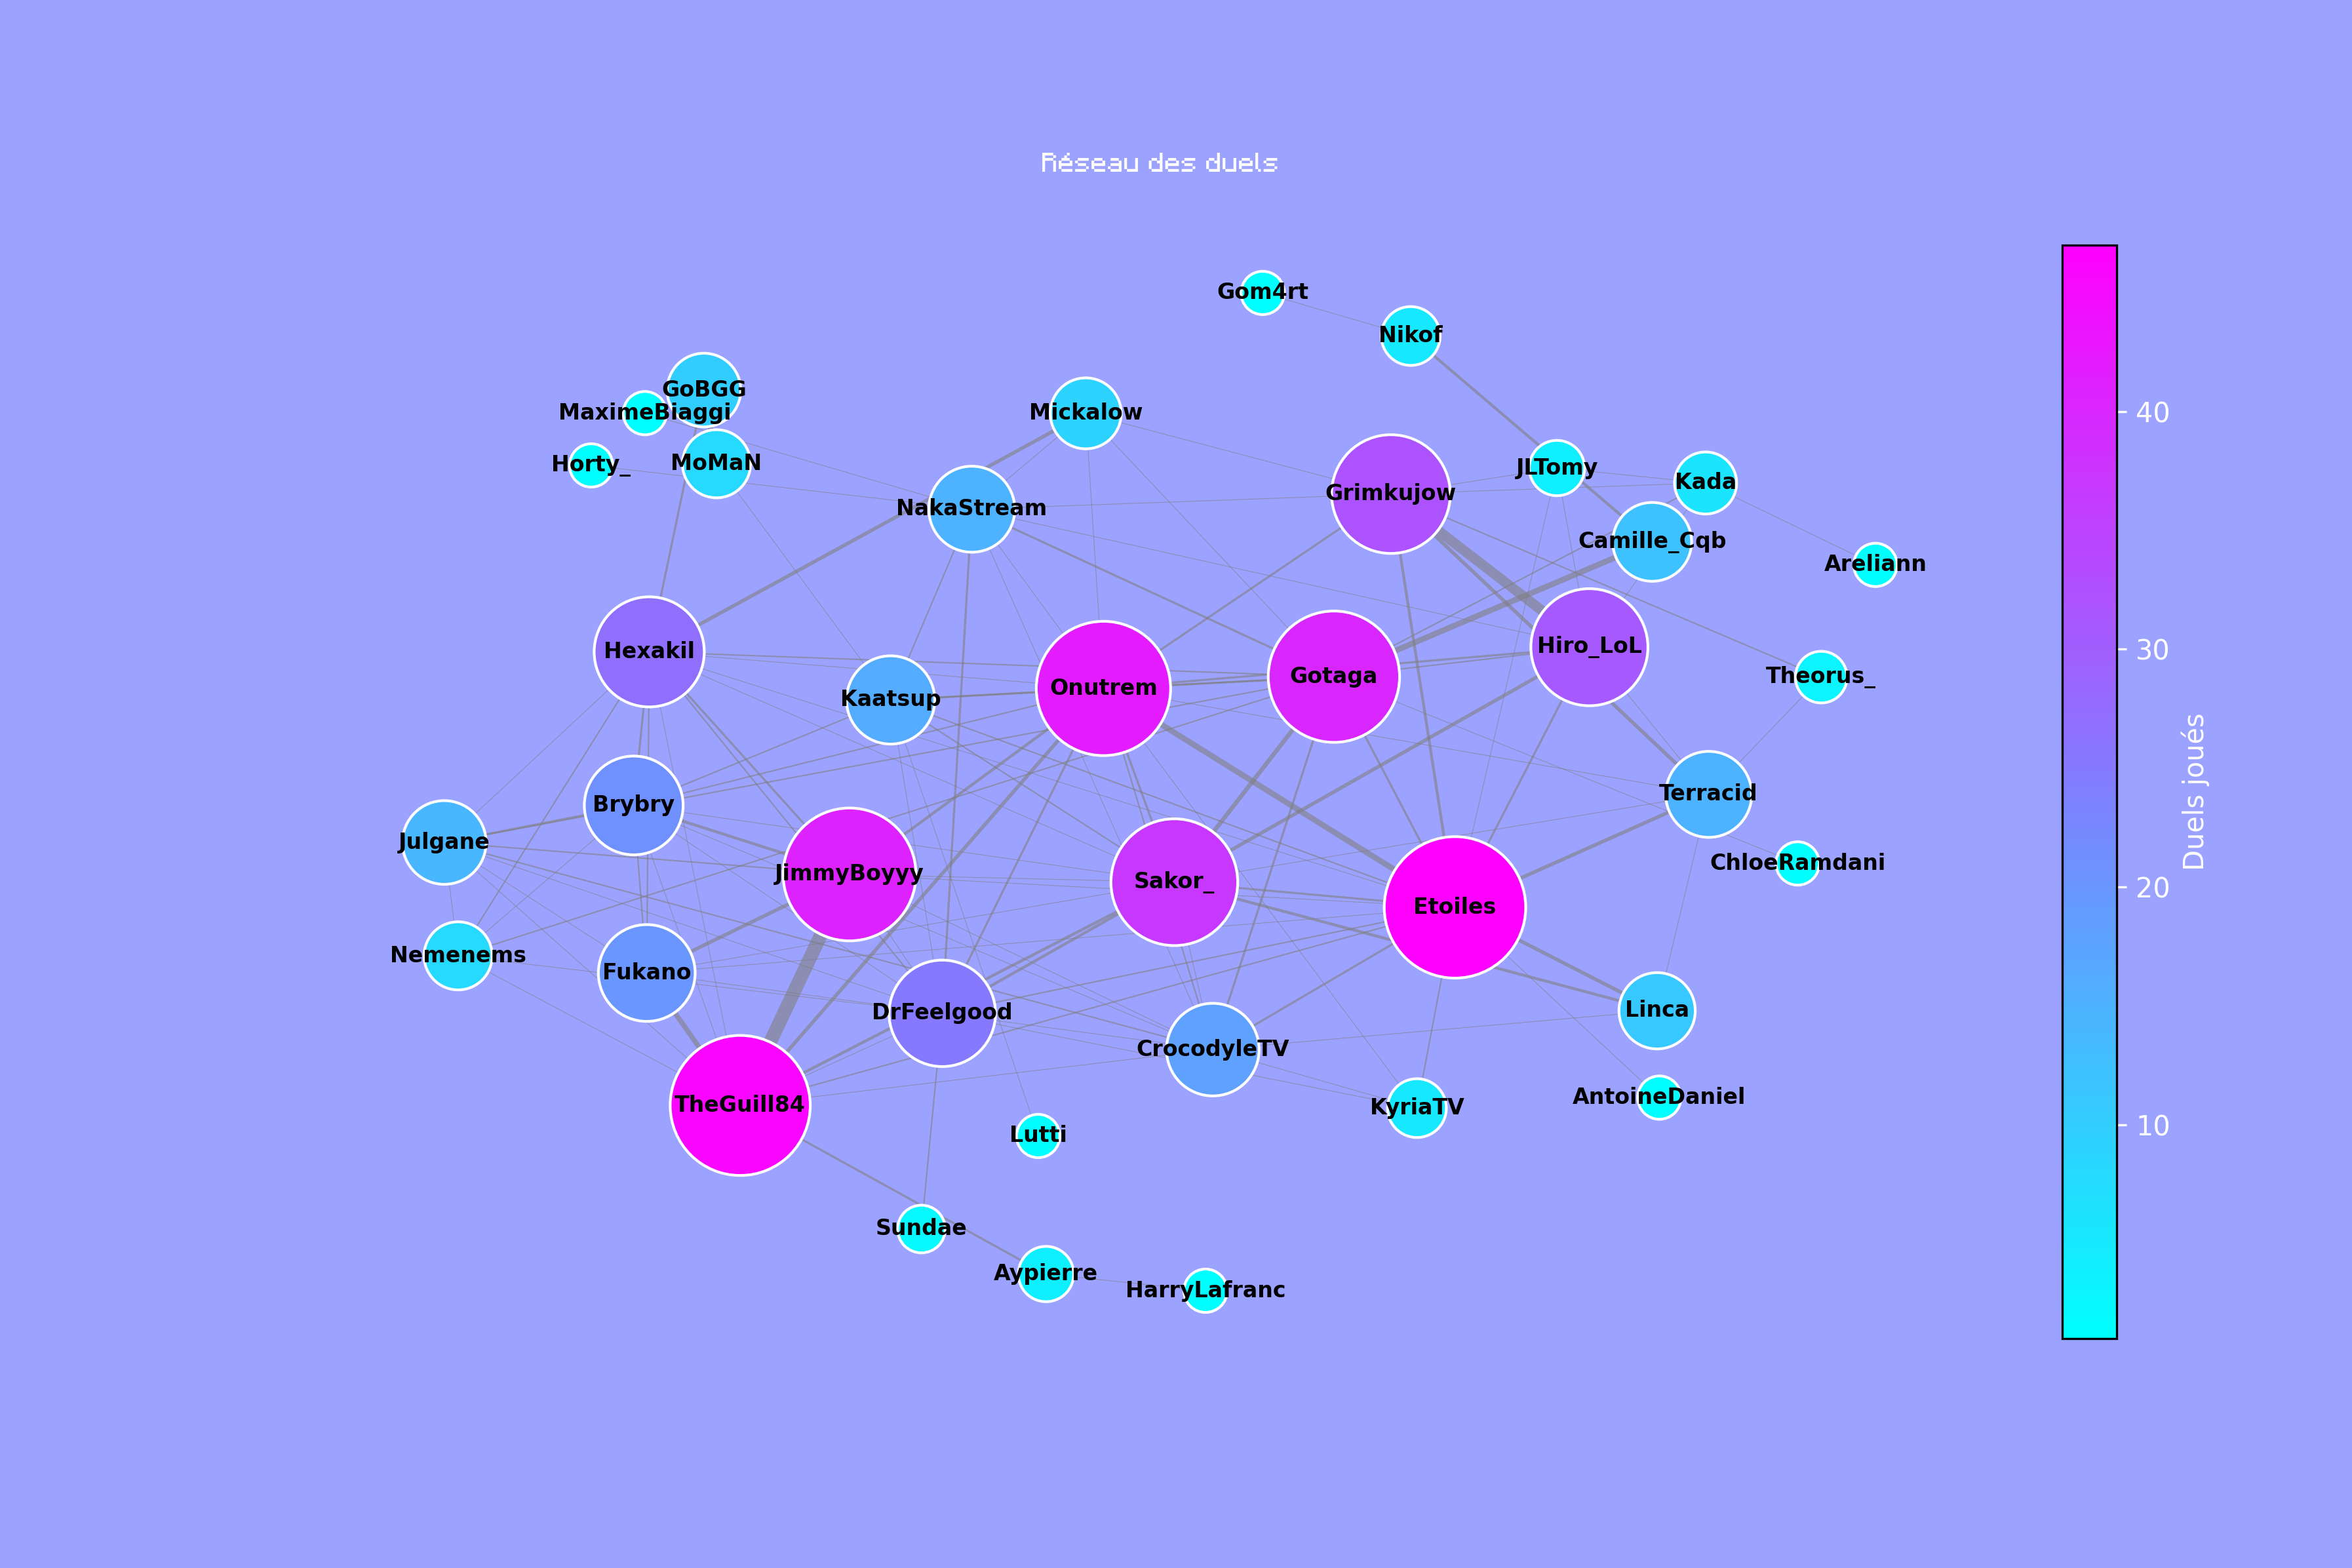 Réseau des duels
Gom4rt
Nikof
GoBGG
MaximeBiaggi
Mickalow
Horty_
MoMaN
JLTomy
Kada
Grimkujow
NakaStream
Camille_Cqb
Areliann
Hexakil
Hiro_LoL
Gotaga
Theorus_
Onutrem
Kaatsup
Terracid
Brybry
Julgane
ChloeRamdani
JimmyBoyyy
Sakor_
Etoiles
Nemenems
Fukano
DrFeelgood
Linca
CrocodyleTV
AntoineDaniel
TheGuill84
KyriaTV
Lutti
Sundae
Aypierre
HarryLafranc
40
30
20
10
Duels joués